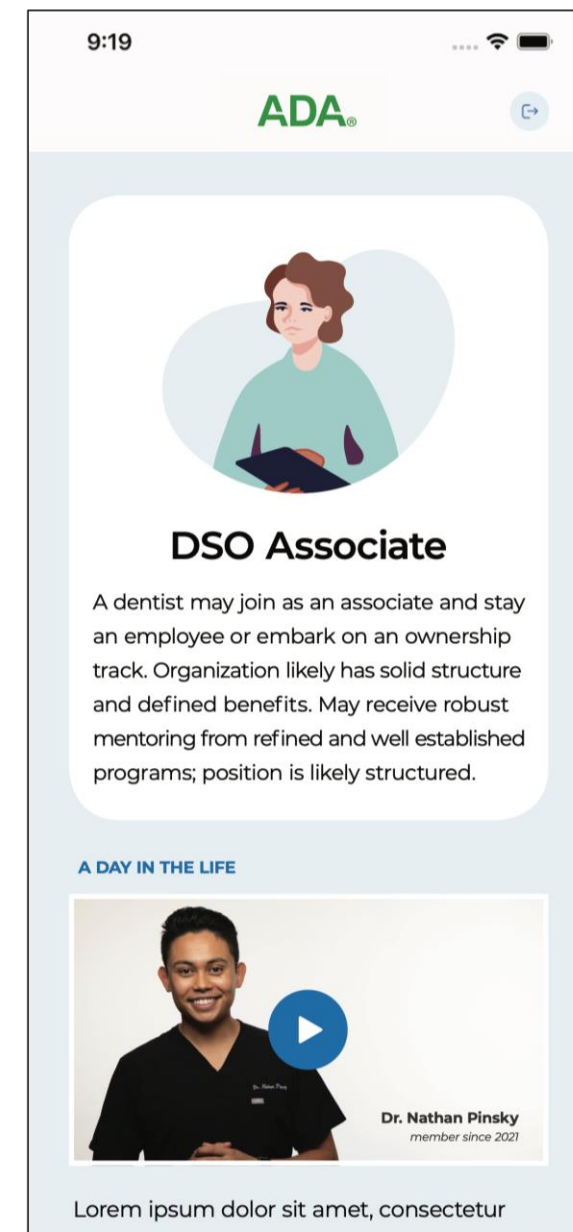 9:19
ADA®
DSO Associate
A dentist may join as an associate and stay
an employee or embark on an ownership
track. Organization likely has solid structure
and defined benefits. May receive robust
mentoring from refined and well established
programs; position is likely structured.
A DAY IN THE LIFE
Dr. Nathan Pinsky
member since 2021
Lorem ipsum dolor sit amet, consectetur